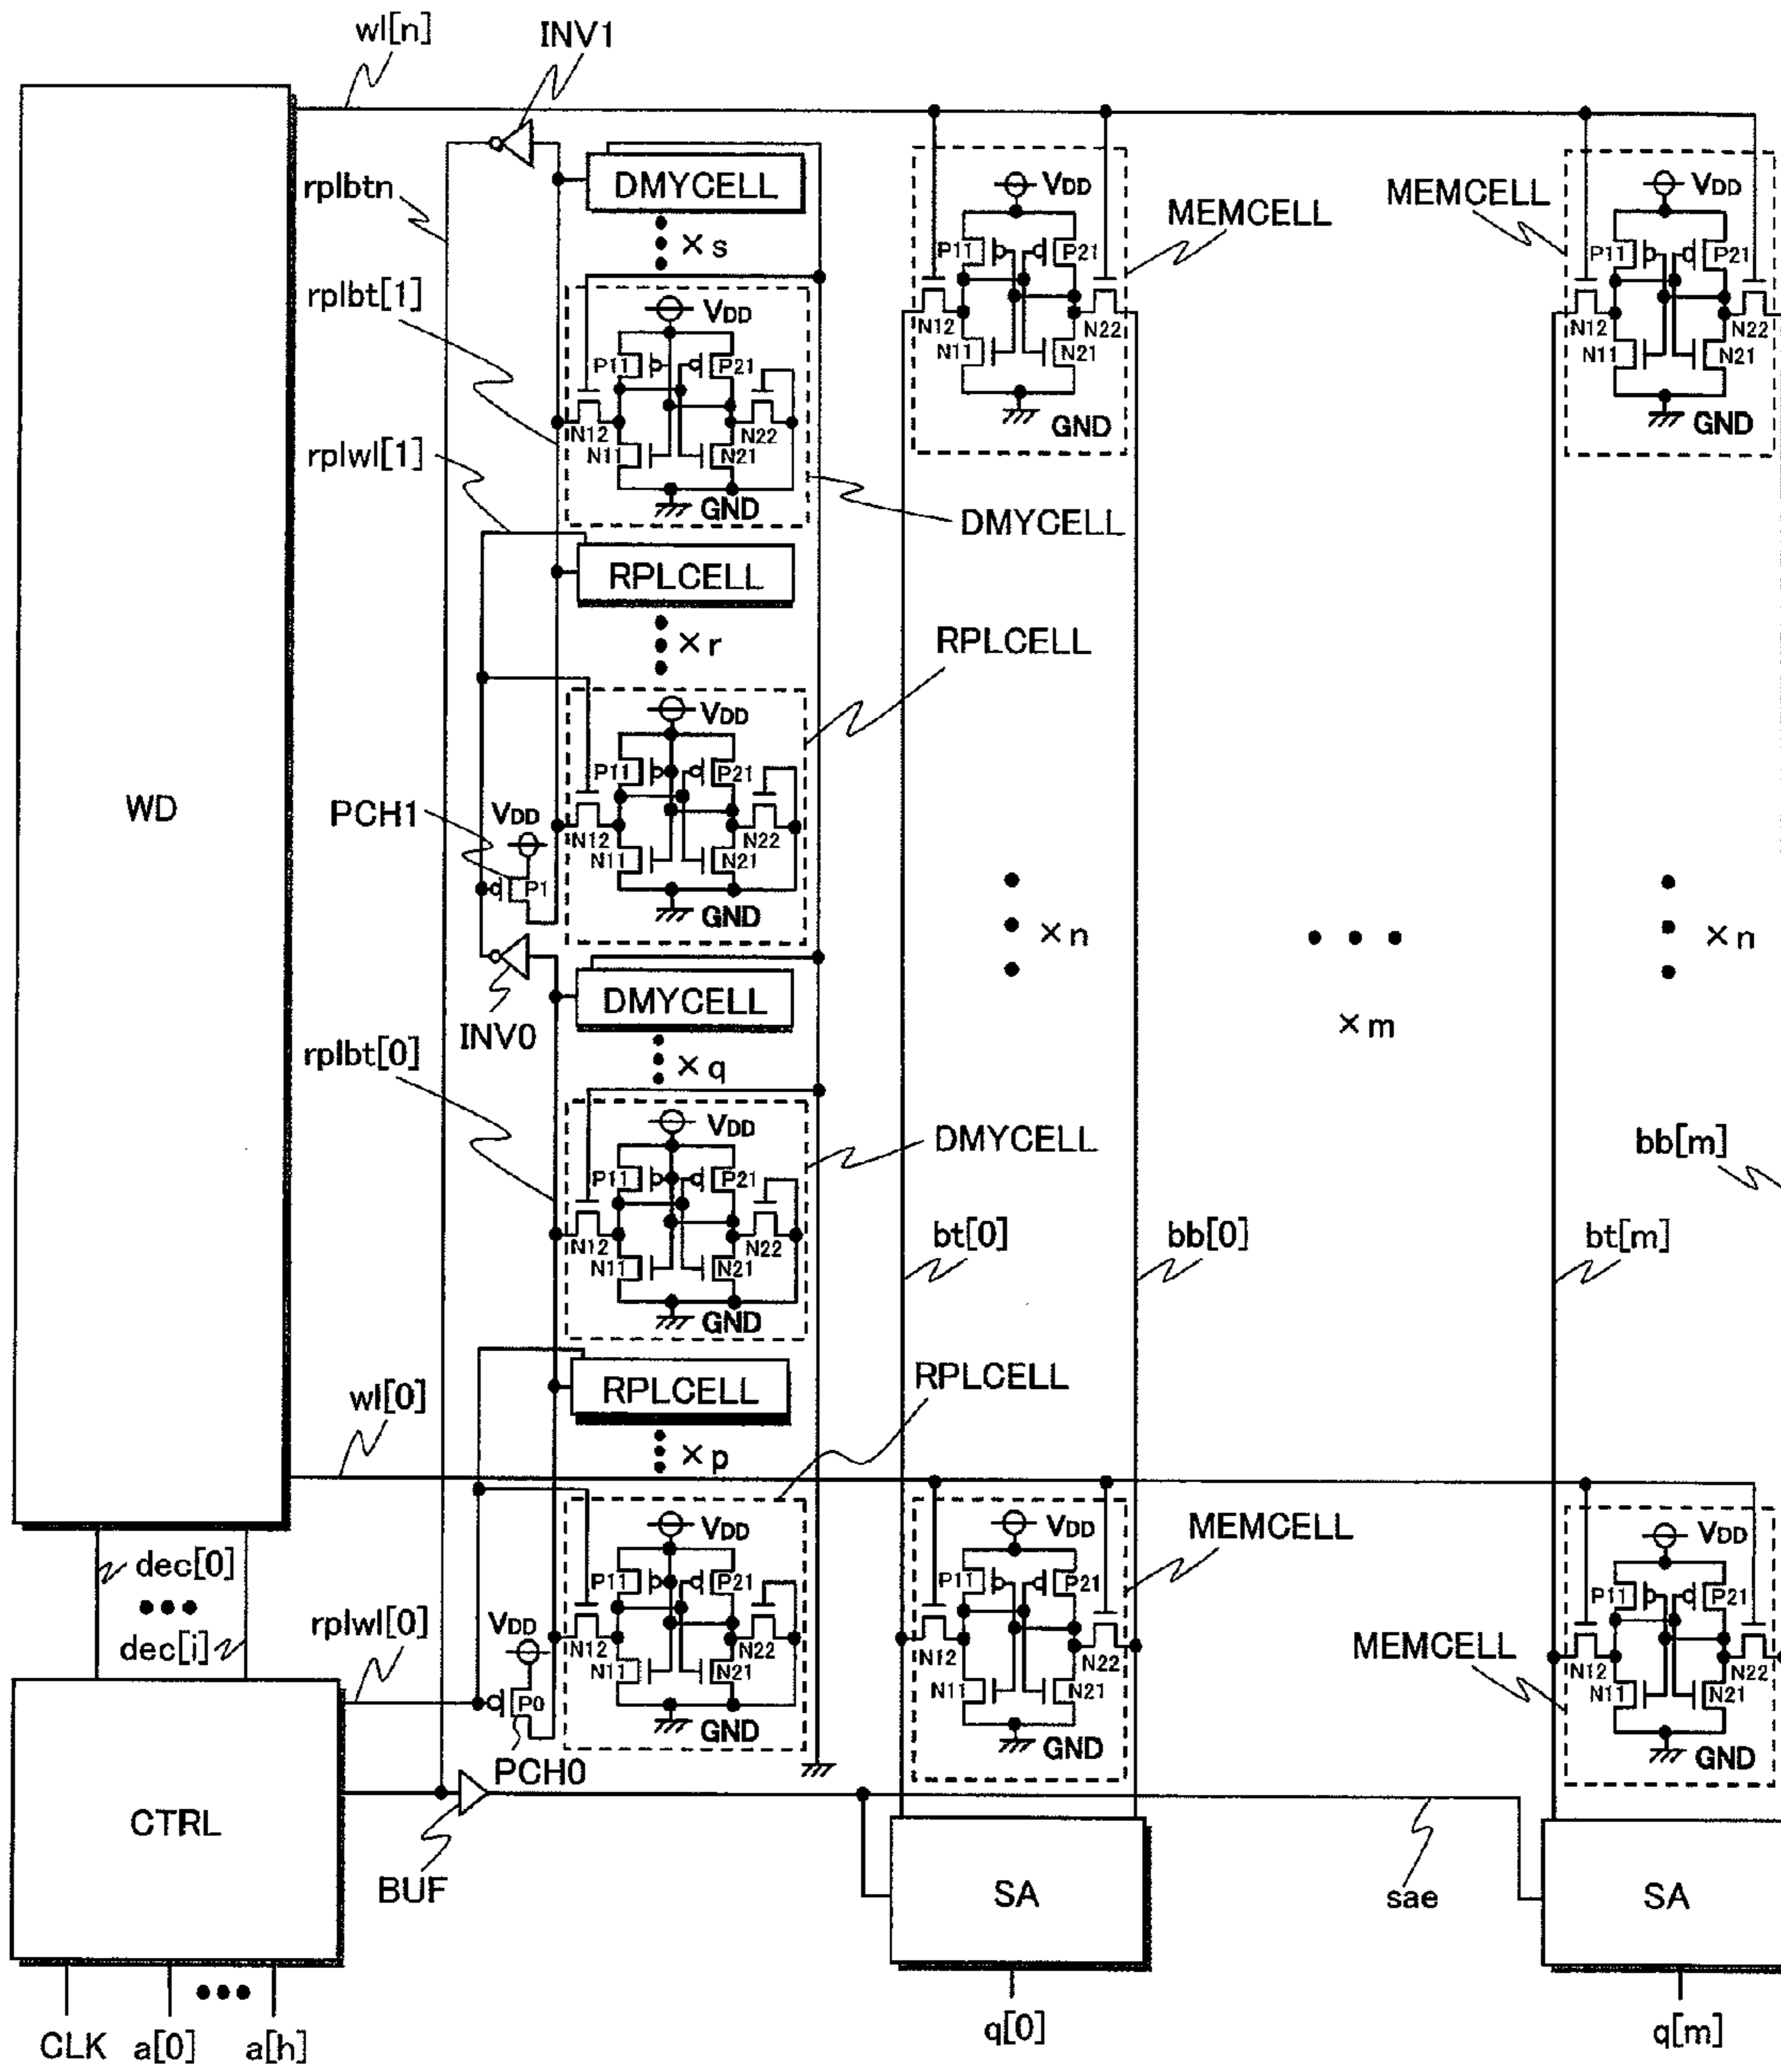 wl[n]
INV1
rplbtn
DMYCELL
× s
VDD
MEMCELL
MEMCELL
VDD
P11
P21
N12
N22
N11
N21
GND
P11
P21
N12
N22
N11
N21
GND
rplbt[1]
VDD
P11
P21
N12
N22
N11
N21
GND
rplwl[1]
DMYCELL
RPLCELL
× r
RPLCELL
VDD
P11
P21
N12
N22
N11
N21
GND
WD
PCH1
VDD
P1
× n
× m
× n
DMYCELL
INV0
× q
rplbt[0]
VDD
P11
P21
N12
N22
N11
N21
GND
DMYCELL
bb[m]
bt[0]
bb[0]
bt[m]
RPLCELL
RPLCELL
wl[0]
× p
VDD
P11
P21
N12
N22
N11
N21
GND
VDD
MEMCELL
P11
P21
N12
N22
N11
N21
GND
VDD
P11
P21
MEMCELL
N12
N22
N11
N21
GND
dec[0]
dec[i]
rplwl[0]
VDD
P0
PCH0
CTRL
BUF
SA
sae
SA
CLK
a[0]
a[h]
q[0]
q[m]